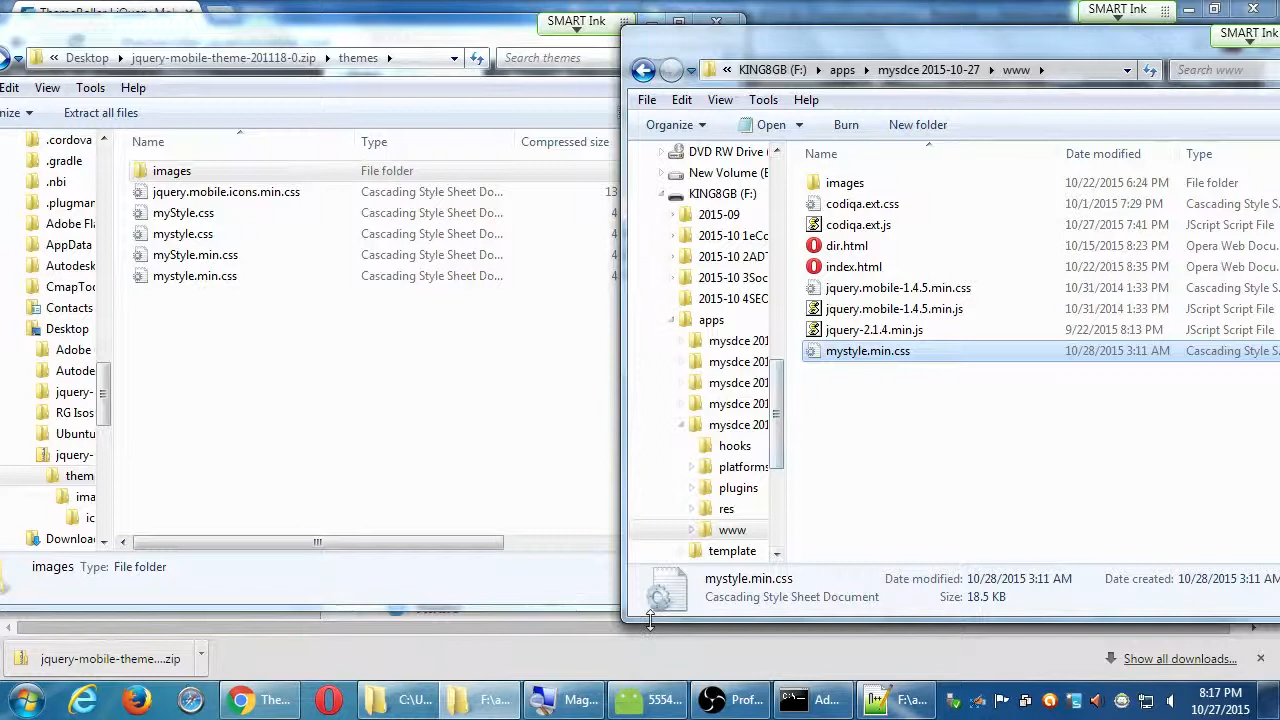 ThemeRoller | jQuery Mob
SMART Ink
SMART Ink
SMART Ink
Desktop jquery-mobile-theme-201118-0.zip themes Search themes
Edit View Tools Help
nize Extract all files
.cordova
.gradle
.nbi
.plugman
Adobe Fl
AppData
Autodesk
CmapToo
Contacts
Desktop
Adobe
Autode
jquery-
RG Isos
Ubuntu
jquery-
them
ima
ic
Downloa
Name Type Compressed size
images File folder
jquery.mobile.icons.min.css Cascading Style Sheet Do... 13
myStyle.css Cascading Style Sheet Do... 4
mystyle.css Cascading Style Sheet Do... 4
myStyle.min.css Cascading Style Sheet Do... 4
mystyle.min.css Cascading Style Sheet Do... 4
images Type: File folder
KING8GB (F:) apps mysdce 2015-10-27 www Search www
File Edit View Tools Help
Organize Open Burn New folder
DVD RW Drive (
New Volume (E
KING8GB (F:)
2015-09
2015-10 1eCo
2015-10 2ADT
2015-10 3Soc
2015-10 4SEC
apps
mysdce 201
mysdce 201
mysdce 201
mysdce 201
mysdce 201
hooks
platforms
plugins
res
www
template
Name Date modified Type
images 10/22/2015 6:24 PM File folder
codiqa.ext.css 10/1/2015 7:29 PM Cascading Style S.
codiqa.ext.js 10/27/2015 7:41 PM JScript Script File
dir.html 10/15/2015 8:23 PM Opera Web Docu.
index.html 10/22/2015 8:35 PM Opera Web Docu.
jquery.mobile-1.4.5.min.css 10/31/2014 1:33 PM Cascading Style S.
jquery.mobile-1.4.5.min.js 10/31/2014 1:33 PM JScript Script File
jquery-2.1.4.min.js 9/22/2015 8:13 PM JScript Script File
mystyle.min.css 10/28/2015 3:11 AM Cascading Style S.
mystyle.min.css Date modified: 10/28/2015 3:11 AM Date created: 10/28/2015 3:11 AM
Cascading Style Sheet Document Size: 18.5 KB
jquery-mobile-theme....zip Show all downloads...
The... C:\U... F:\a... Mag... 5554... Prof... Ad... F:\a...
8:17 PM
10/27/2015